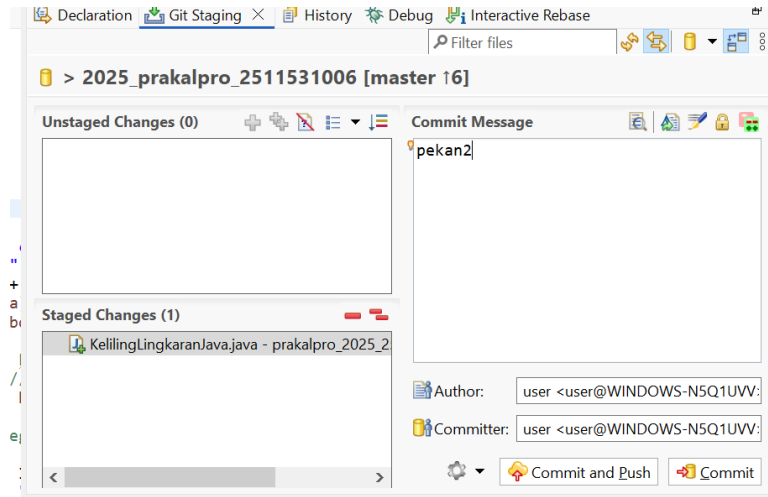 Declaration Git Staging History Debug Interactive Rebase
Filter files
> 2025_prakalpro_2511531006 [master ↑6]
Unstaged Changes (0)
Commit Message
pekan2
Staged Changes (1)
KelilingLingkaranJava.java - prakalpro_2025_2
Author: user <user@WINDOWS-N5Q1UVV:
Committer: user <user@WINDOWS-N5Q1UVV:
Commit and Push Commit